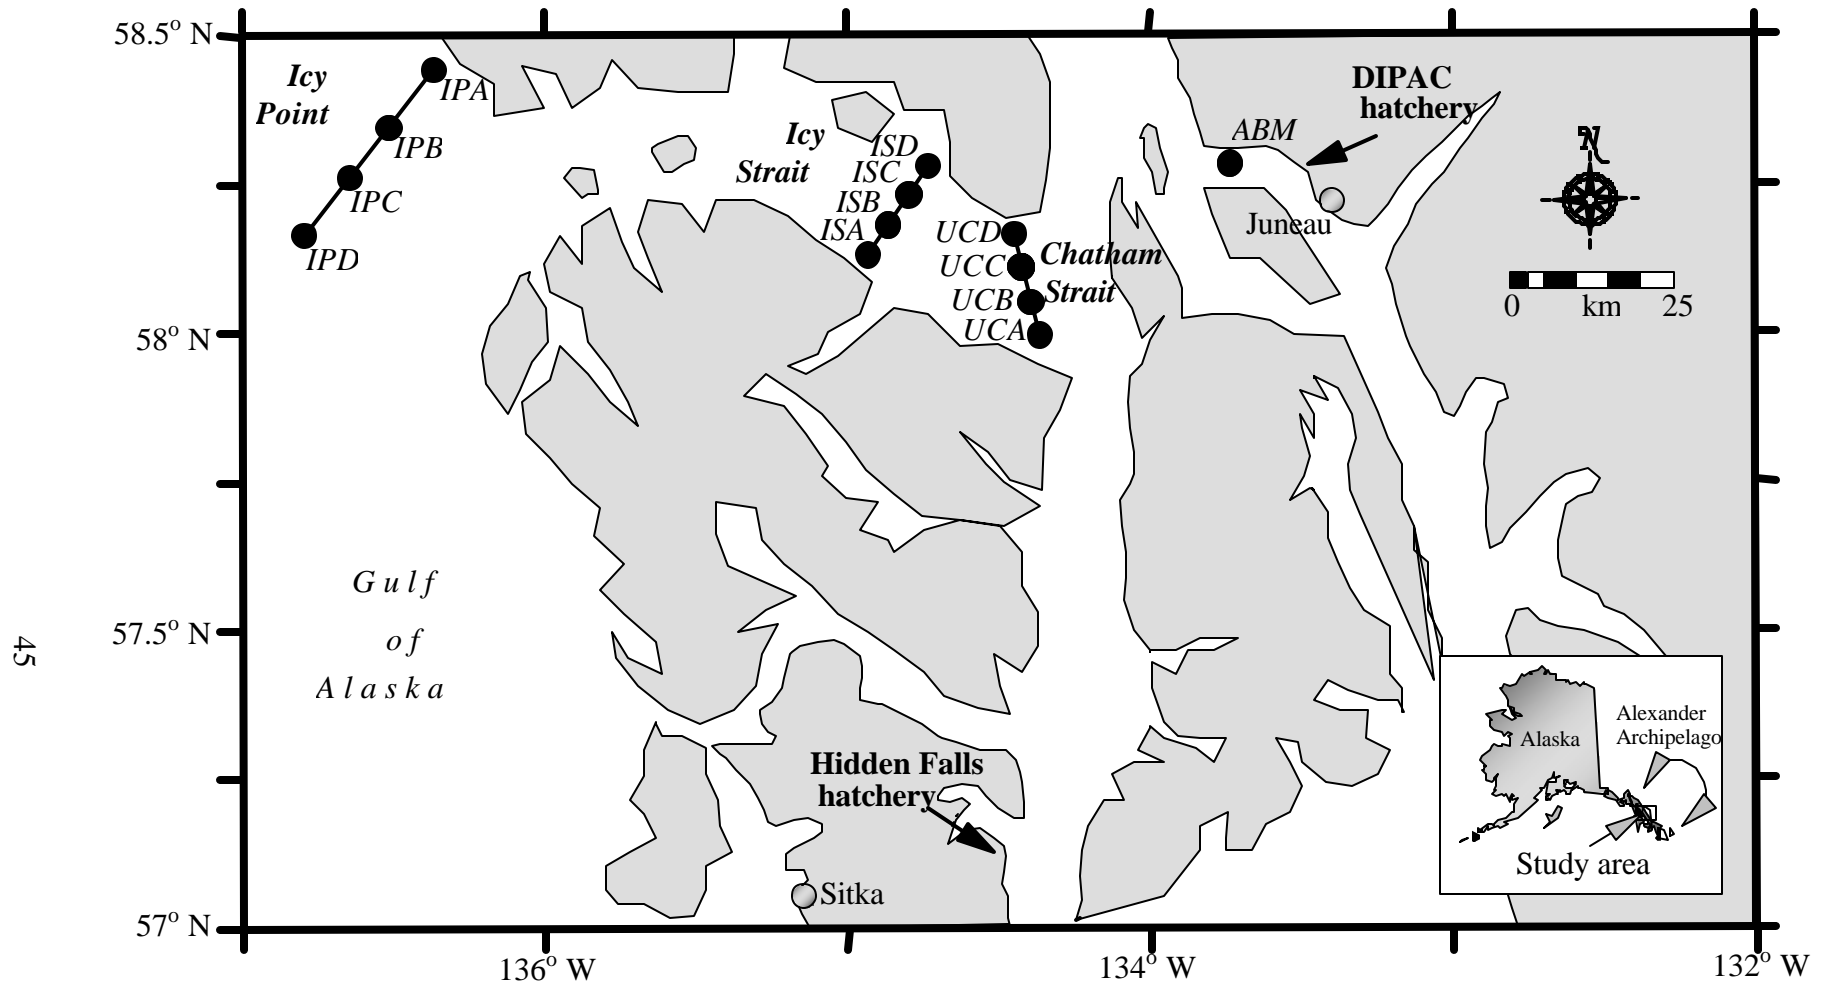 58.5° N
Icy
Point
IPA
IPB
IPC
IPD
Icy
Strait
ISD
ISC
ISB
ISA
UCD
UCC
UCB
UCA
Chatham
Strait
ABM
DIPAC
hatchery
Juneau
N
0 km 25
58° N
Gulf
of
Alaska
57.5° N
45
Hidden Falls
hatchery
Sitka
Alaska
Alexander
Archipelago
Study area
57° N
136° W
134° W
132° W